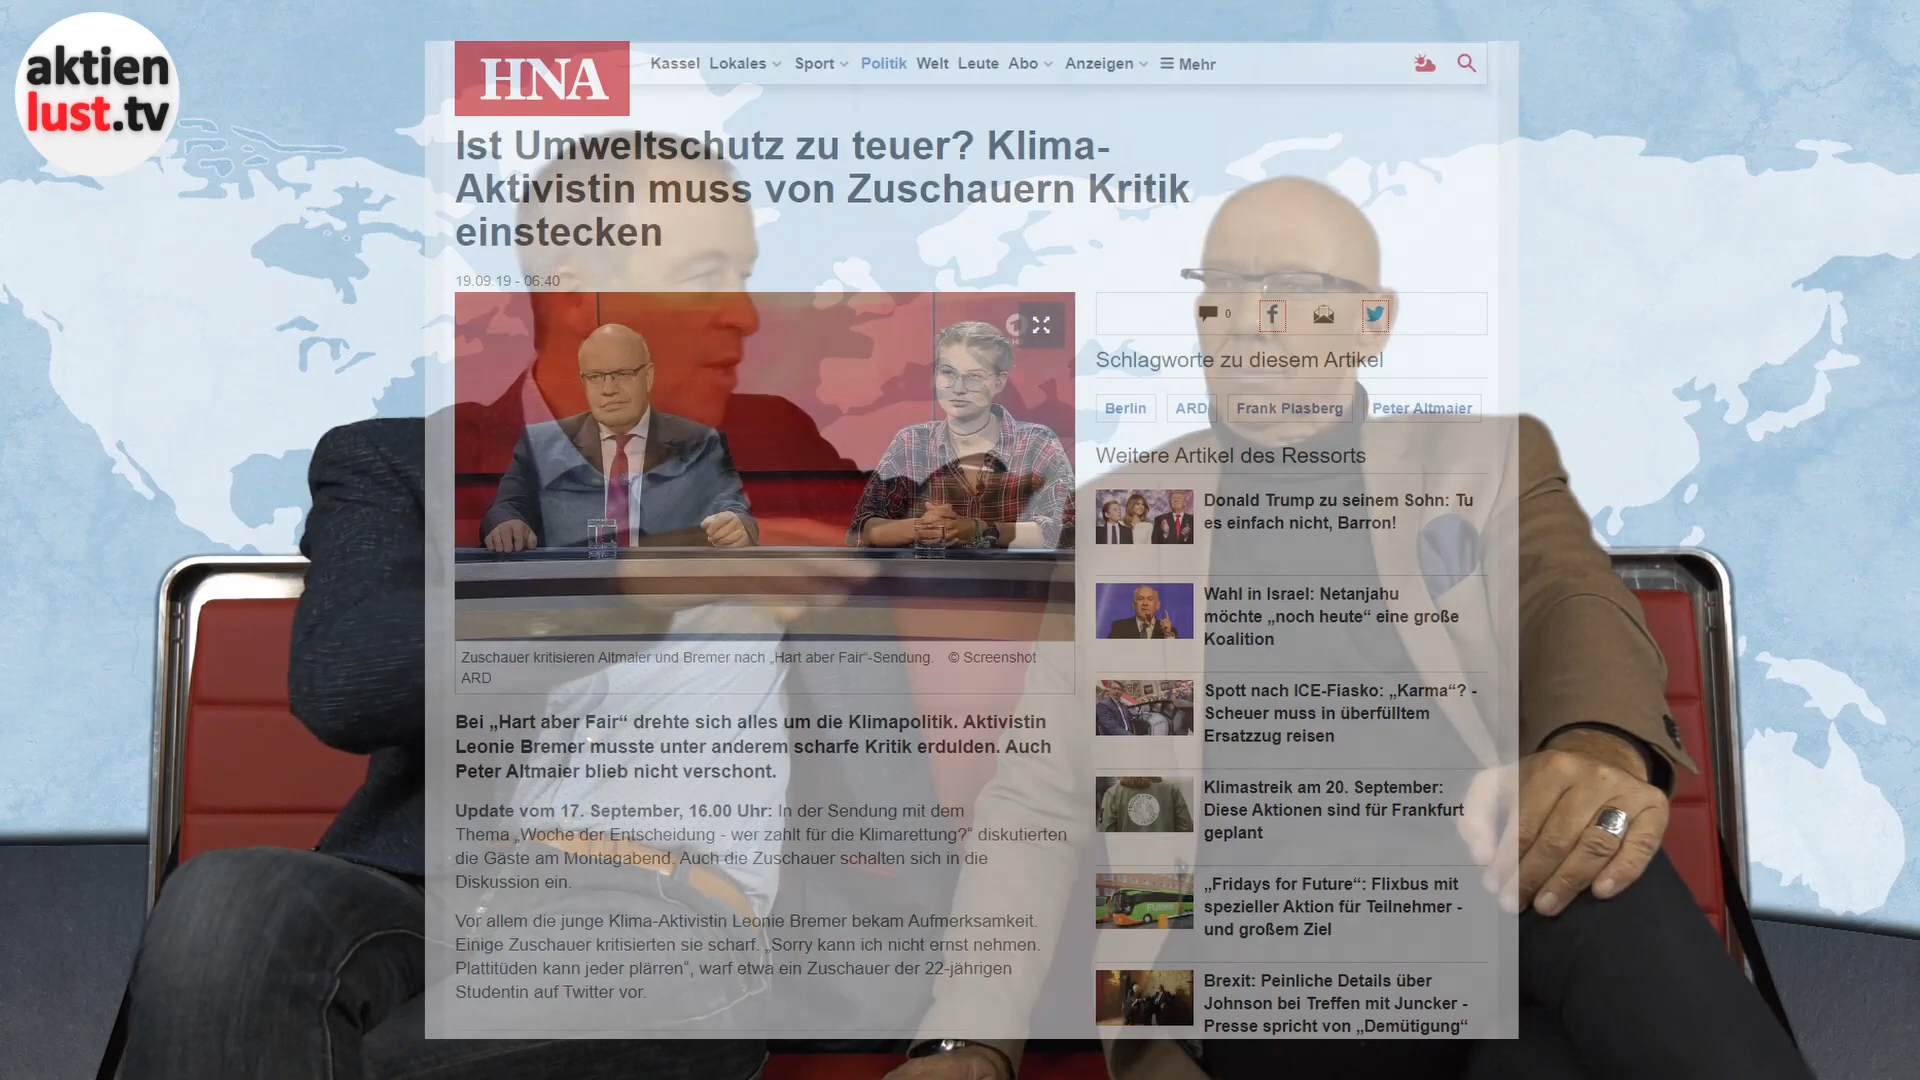 aktien
lust.tv
HNA
Kassel Lokales Sport Politik Welt Leute Abo Anzeigen Mehr
Ist Umweltschutz zu teuer? Klima-
Aktivistin muss von Zuschauern Kritik
einstecken
19.09.19 - 06:40
0
Schlagworte zu diesem Artikel
Berlin ARD Frank Plasberg Peter Altmaier
Weitere Artikel des Ressorts
Donald Trump zu seinem Sohn: Tu
es einfach nicht, Barron!
Wahl in Israel: Netanjahu
möchte „noch heute“ eine große
Koalition
Spott nach ICE-Fiasko: „Karma“? -
Scheuer muss in überfülltem
Ersatzzug reisen
Klimastreik am 20. September:
Diese Aktionen sind für Frankfurt
geplant
„Fridays for Future“: Flixbus mit
spezieller Aktion für Teilnehmer -
und großem Ziel
Brexit: Peinliche Details über
Johnson bei Treffen mit Juncker -
Presse spricht von „Demütigung“
Zuschauer kritisieren Altmaier und Bremer nach „Hart aber Fair“-Sendung. © Screenshot
ARD
Bei „Hart aber Fair“ drehte sich alles um die Klimapolitik. Aktivistin
Leonie Bremer musste unter anderem scharfe Kritik erdulden. Auch
Peter Altmaier blieb nicht verschont.
Update vom 17. September, 16.00 Uhr: In der Sendung mit dem
Thema „Woche der Entscheidung - wer zahlt für die Klimarettung?“ diskutierten
die Gäste am Montagabend. Auch die Zuschauer schalten sich in die
Diskussion ein.
Vor allem die junge Klima-Aktivistin Leonie Bremer bekam Aufmerksamkeit.
Einige Zuschauer kritisierten sie scharf. „Sorry kann ich nicht ernst nehmen.
Plattitüden kann jeder plärren“, warf etwa ein Zuschauer der 22-jährigen
Studentin auf Twitter vor.